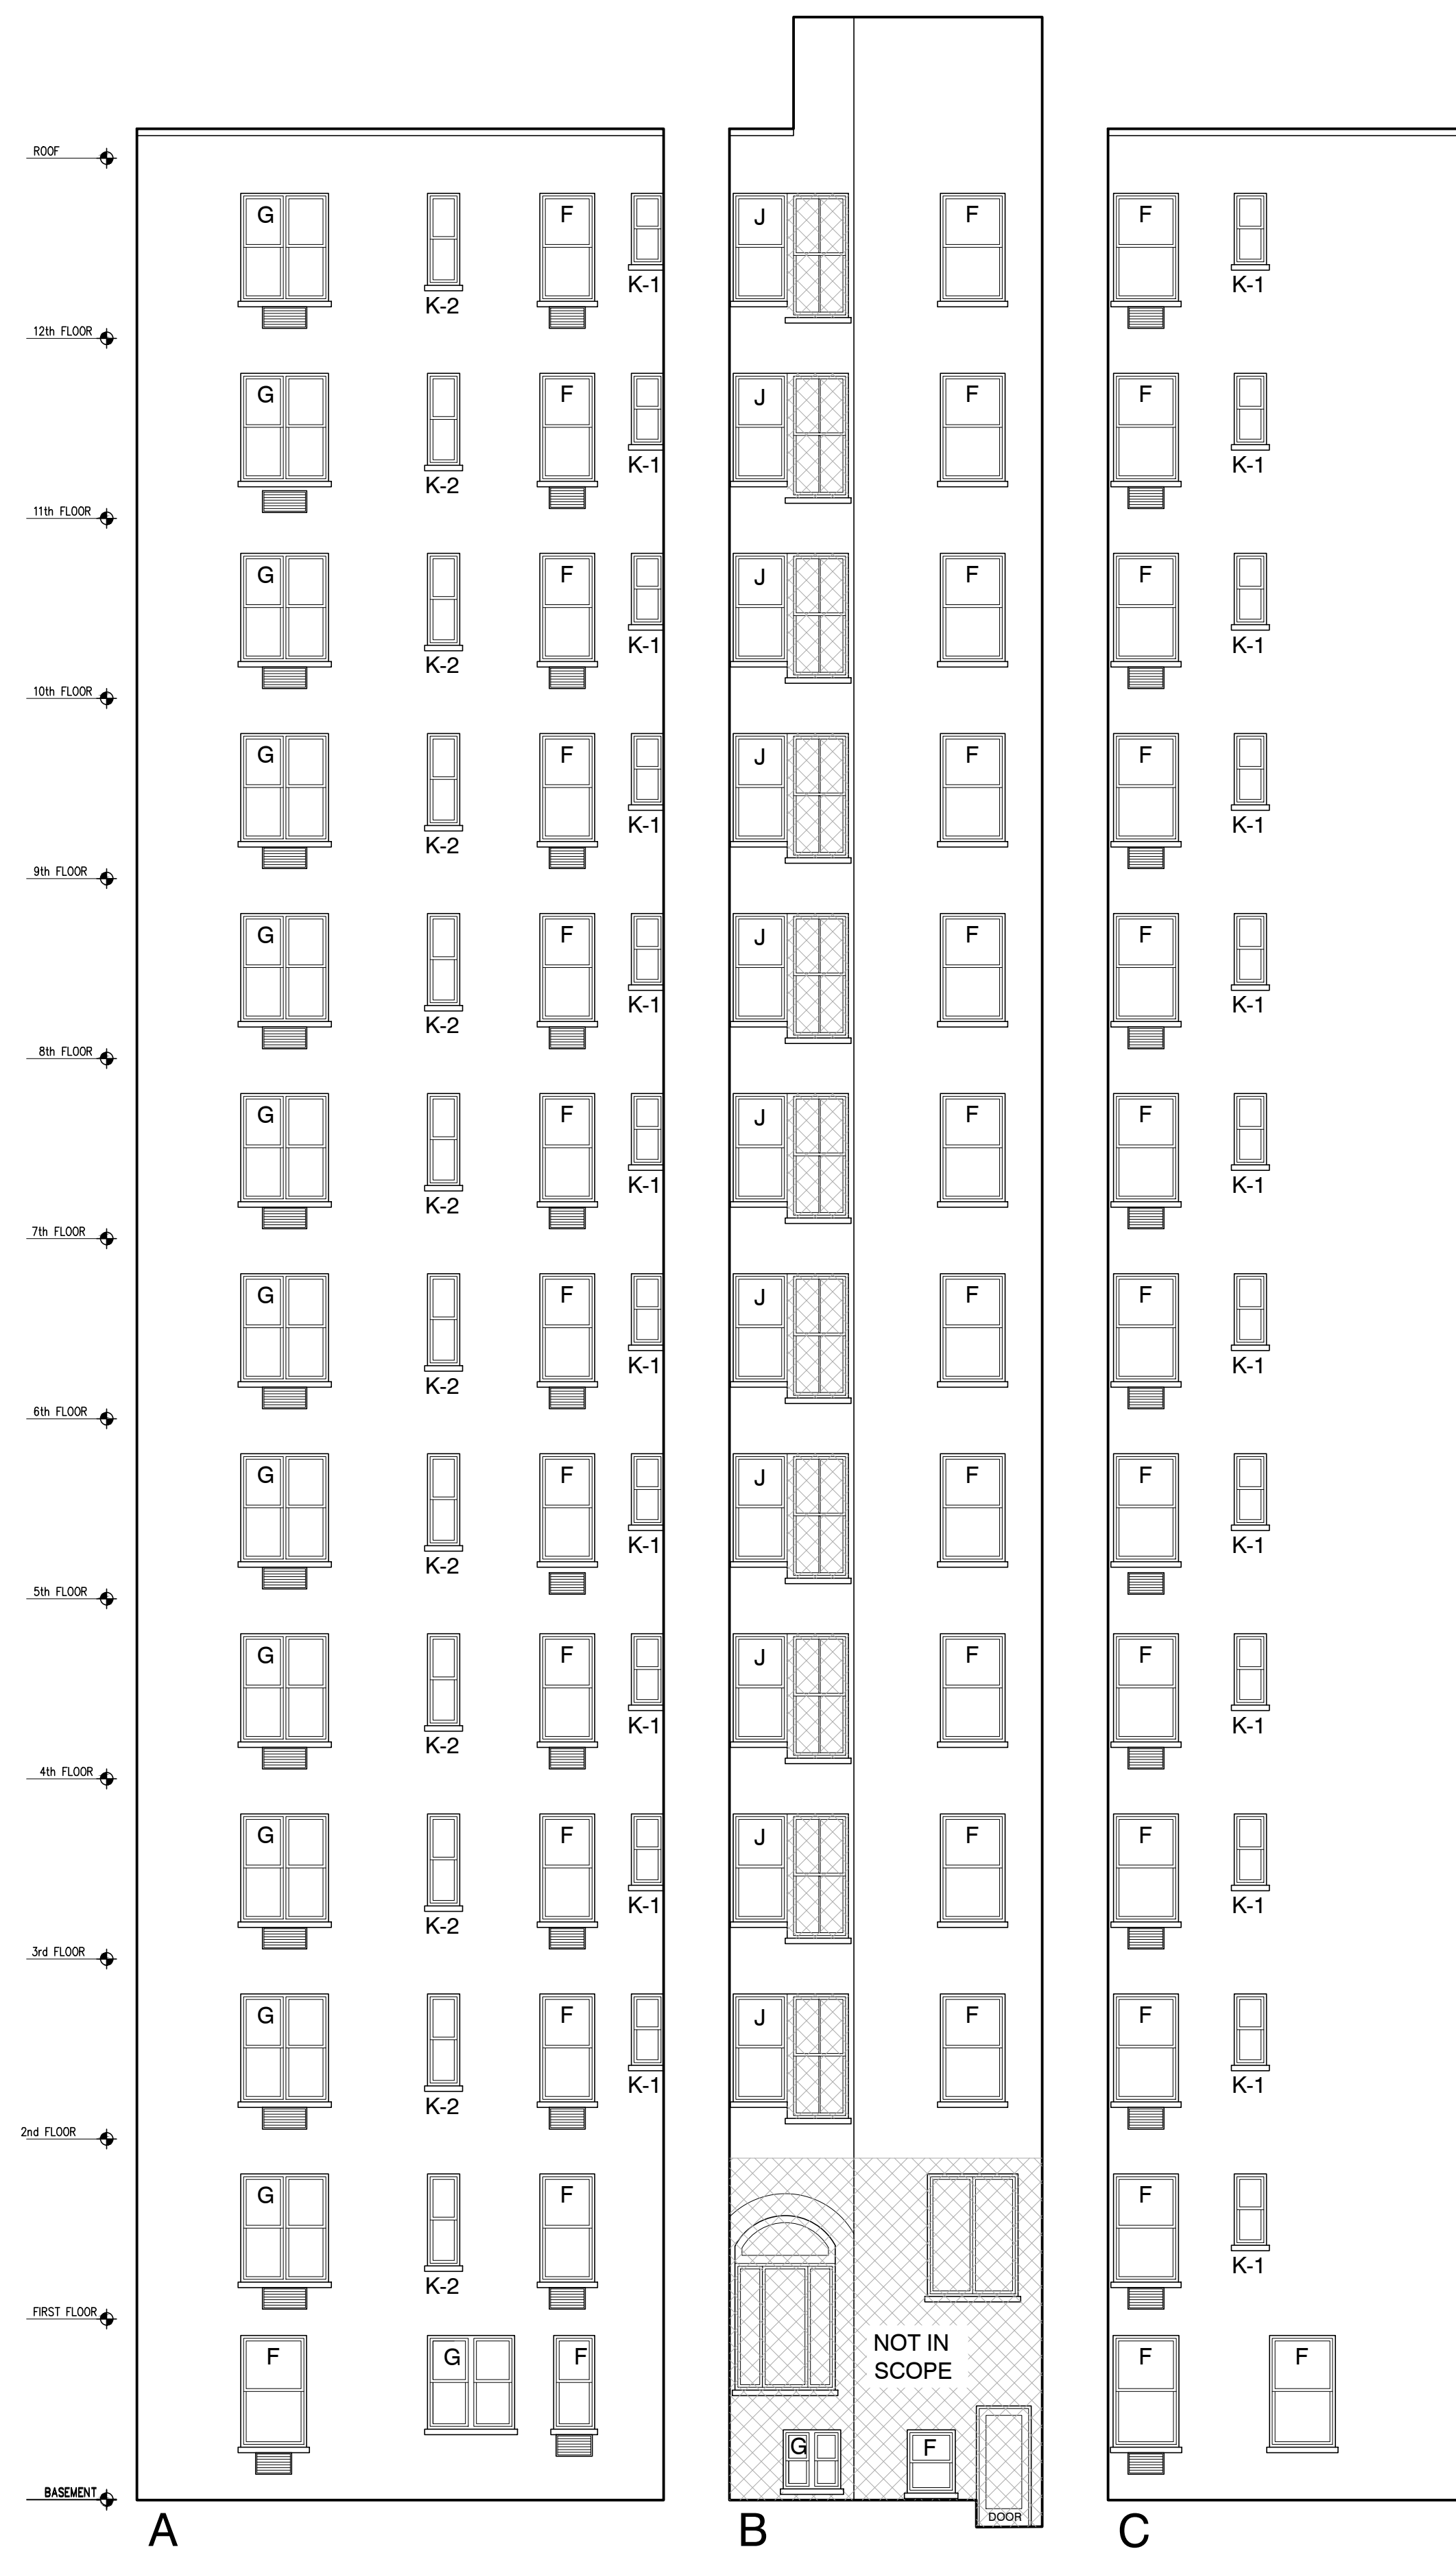 ROOF
G F J F F
K-2 K-1 K-1
12th FLOOR
G F J F F
K-2 K-1 K-1
11th FLOOR
G F J F F
K-2 K-1 K-1
10th FLOOR
G F J F F
K-2 K-1 K-1
9th FLOOR
G F J F F
K-2 K-1 K-1
8th FLOOR
G F J F F
K-2 K-1 K-1
7th FLOOR
G F J F F
K-2 K-1 K-1
6th FLOOR
G F J F F
K-2 K-1 K-1
5th FLOOR
G F J F F
K-2 K-1 K-1
4th FLOOR
G F J F F
K-2 K-1 K-1
3rd FLOOR
G F J F F
K-2 K-1 K-1
2nd FLOOR
G F F
K-2 K-1
FIRST FLOOR
F G F F F
NOT IN
SCOPE
G F
BASEMENT
DOOR
A B C